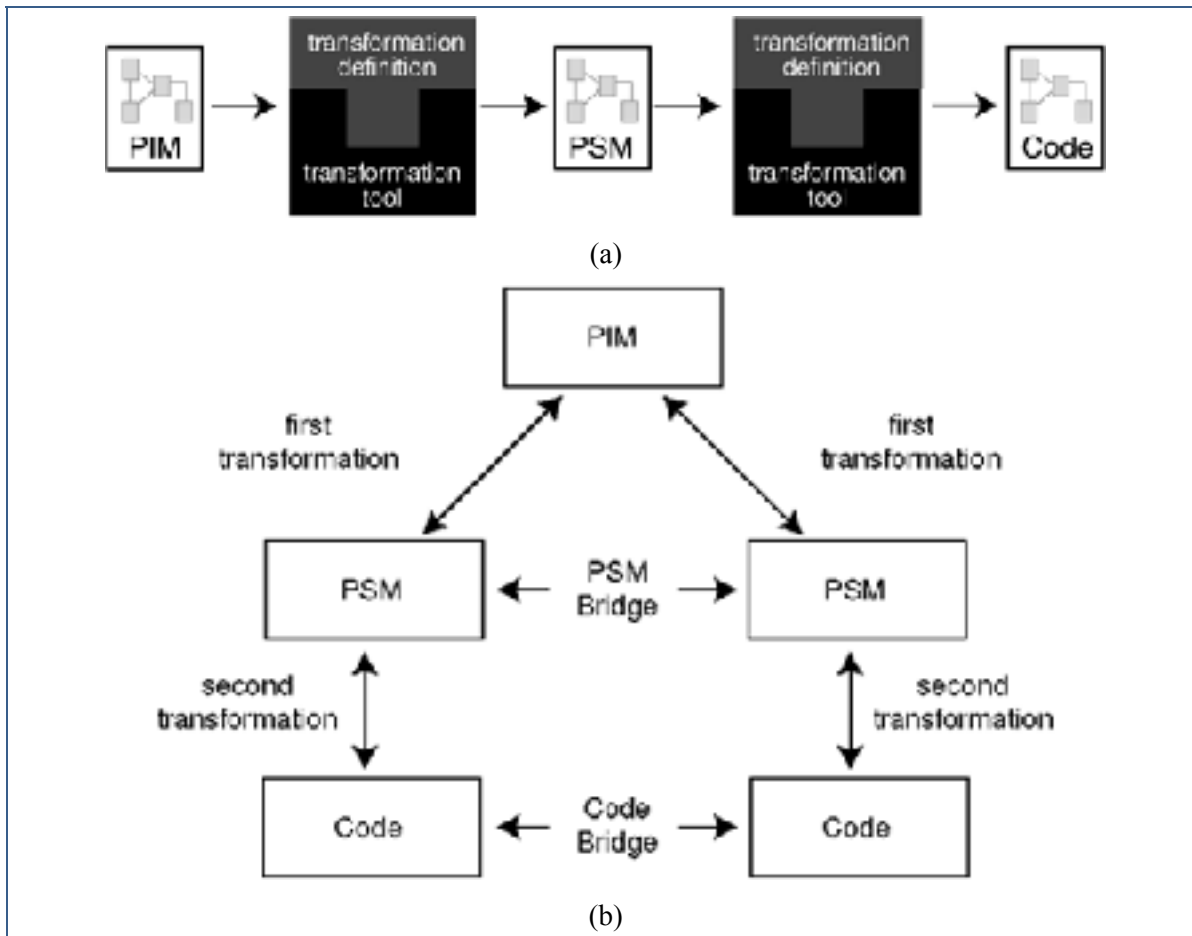 transformation
definition
transformation
definition
PIM
PSM
Code
transformation
tool
transformation
tool
(a)
PIM
first
transformation
first
transformation
PSM
PSM
Bridge
PSM
second
transformation
second
transformation
Code
Code
Bridge
Code
(b)